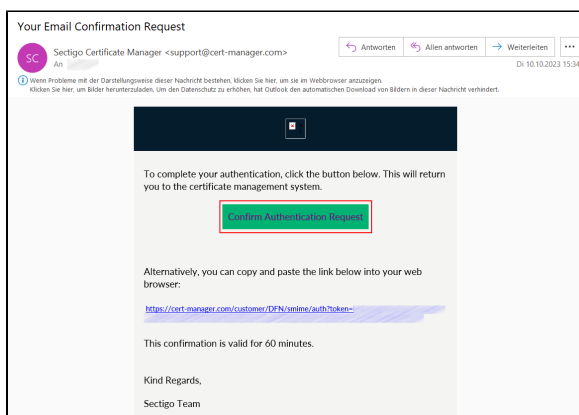 Your Email Confirmation Request
SC
Sectigo Certificate Manager <support@cert-manager.com>
An
Antworten
Allen antworten
Weiterleiten
Di 10.10.2023 15:34
Wenn Probleme mit der Darstellungsweise dieser Nachricht bestehen, klicken Sie hier, um sie im Webbrowser anzuzeigen.
Klicken Sie hier, um Bilder herunterzuladen. Um den Datenschutz zu erhöhen, hat Outlook den automatischen Download von Bildern in dieser Nachricht verhindert.
To complete your authentication, click the button below. This will return
you to the certificate management system.
Confirm Authentication Request
Alternatively, you can copy and paste the link below into your web
browser:
https://cert-manager.com/customer/DFN/smime/auth?token=
This confirmation is valid for 60 minutes.
Kind Regards,
Sectigo Team